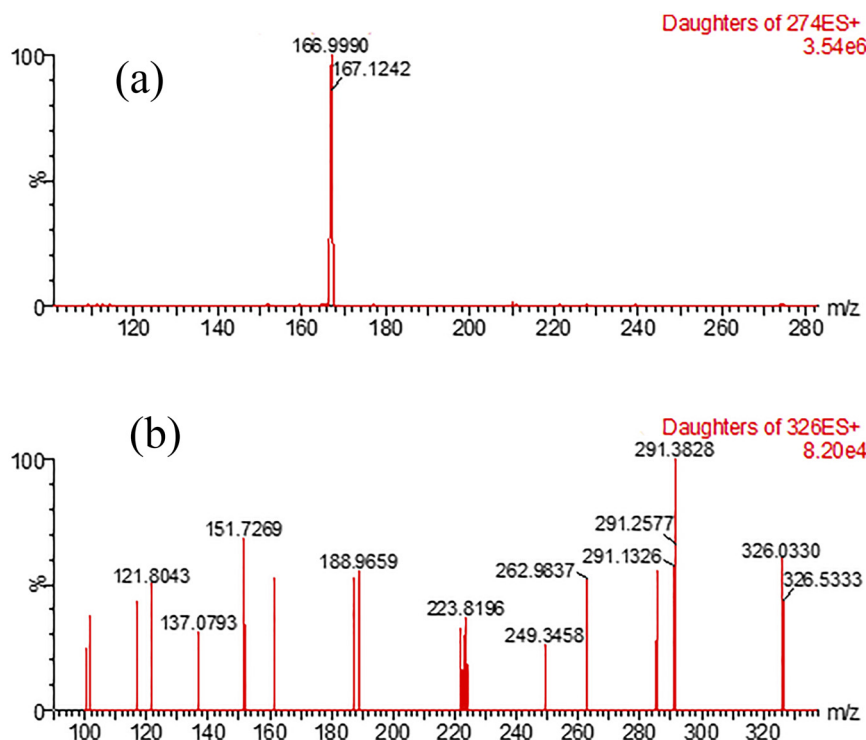 Daughters of 274ES+
3.54e6
(a)
100
166.9990
167.1242
%
0
120 140 160 180 200 220 240 260 280 m/z
Daughters of 326ES+
8.20e4
(b)
100
291.3828
151.7269
291.2577
121.8043
188.9659
262.9837
291.1326
326.0330
%
137.0793
223.8196
326.5333
249.3458
0
100 120 140 160 180 200 220 240 260 280 300 320 m/z